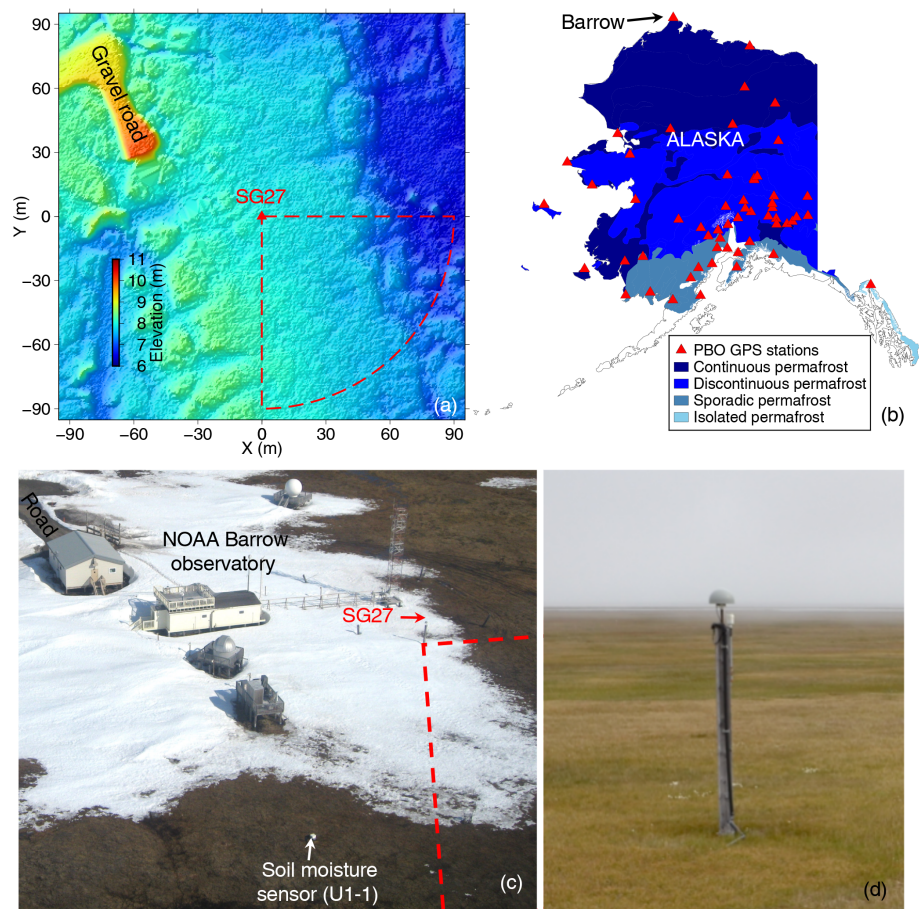 90
60
30
0
−30
−60
−90
Y (m)
−90
−60
−30
0
30
60
90
X (m)
Gravel road
SG27
11
10
9
8
7
6
Elevation (m)
(a)
Barrow
ALASKA
PBO GPS stations
Continuous permafrost
Discontinuous permafrost
Sporadic permafrost
Isolated permafrost
(b)
Road
NOAA Barrow
observatory
SG27
Soil moisture
sensor (U1-1)
(c)
(d)